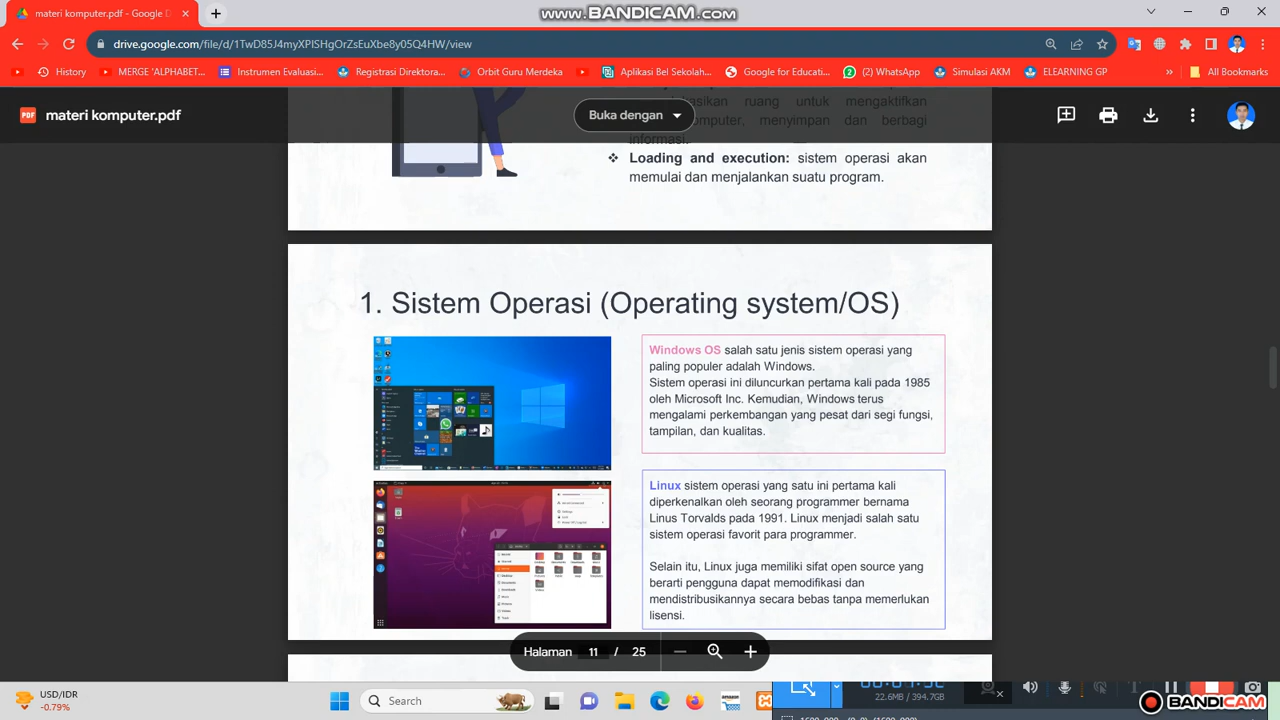 materi komputer.pdf - Google D
WWW.BANDICAM.COM
drive.google.com/file/d/1TwD85J4myXPlSHgOrZsEuXbe8y05Q4HW/view
History
MERGE 'ALPHABET...
Instrumen Evaluasi...
Registrasi Direktora...
Orbit Guru Merdeka
Aplikasi Bel Sekolah...
Google for Educati...
(2) WhatsApp
Simulasi AKM
ELEARNING GP
»
All Bookmarks
PDF
materi komputer.pdf
Buka dengan
ruang untuk mengaktifkan
menyimpan dan berbagi
informasi.
❖ Loading and execution: sistem operasi akan
memulai dan menjalankan suatu program.
1. Sistem Operasi (Operating system/OS)
Windows OS salah satu jenis sistem operasi yang
paling populer adalah Windows.
Sistem operasi ini diluncurkan pertama kali pada 1985
oleh Microsoft Inc. Kemudian, Windows terus
mengalami perkembangan yang pesat dari segi fungsi,
tampilan, dan kualitas.
Linux sistem operasi yang satu ini pertama kali
diperkenalkan oleh seorang programmer bernama
Linus Torvalds pada 1991. Linux menjadi salah satu
sistem operasi favorit para programmer.
Selain itu, Linux juga memiliki sifat open source yang
berarti pengguna dapat memodifikasi dan
mendistribusikannya secara bebas tanpa memerlukan
lisensi.
Halaman 11 / 25
USD/IDR
-0.79%
Search
22.6MB / 394.7GB
BANDICAM